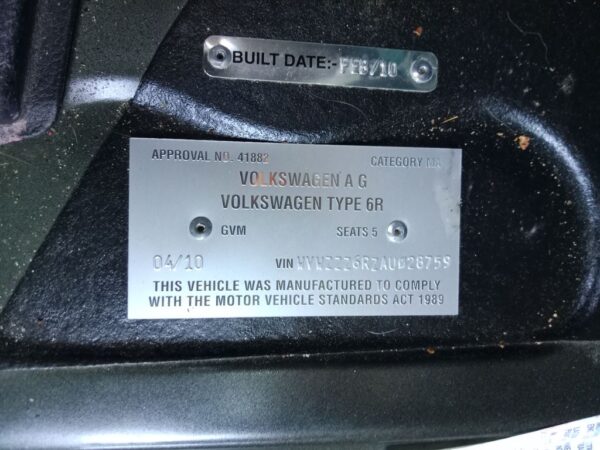 BUILT DATE:- FEB/10
APPROVAL NO. 41882 CATEGORY MA
VOLKSWAGEN A G
VOLKSWAGEN TYPE 6R
GVM SEATS 5
04/10 VIN
THIS VEHICLE WAS MANUFACTURED TO COMPLY
WITH THE MOTOR VEHICLE STANDARDS ACT 1989